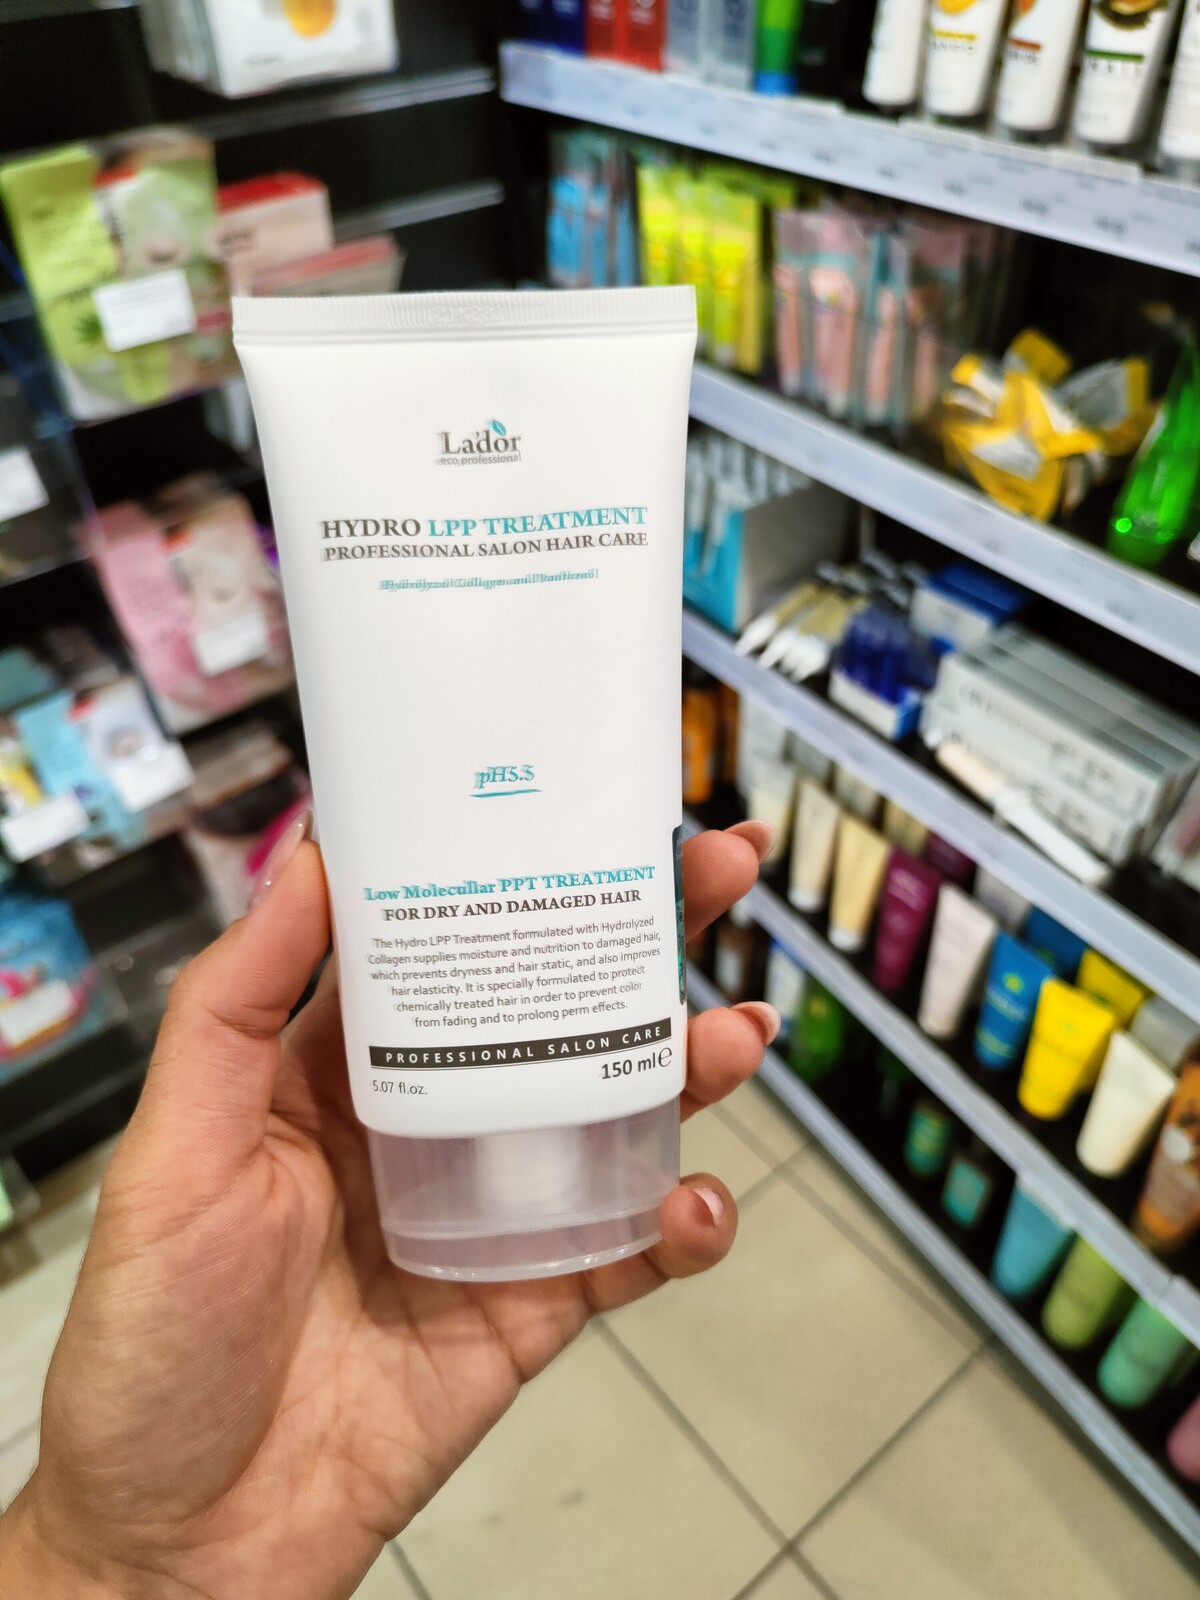 La'dor
eco professional
HYDRO LPP TREATMENT
PROFESSIONAL SALON HAIR CARE
Hydrolyzed Collagen and Panthenol
pH5.5
Low Molecullar PPT TREATMENT
FOR DRY AND DAMAGED HAIR
The Hydro LPP Treatment formulated with Hydrolyzed
Collagen supplies moisture and nutrition to damaged hair,
which prevents dryness and hair static, and also improves
hair elasticity. It is specially formulated to protect
chemically treated hair in order to prevent color
from fading and to prolong perm effects.
PROFESSIONAL SALON CARE
5.07 fl.oz.
150 ml℮